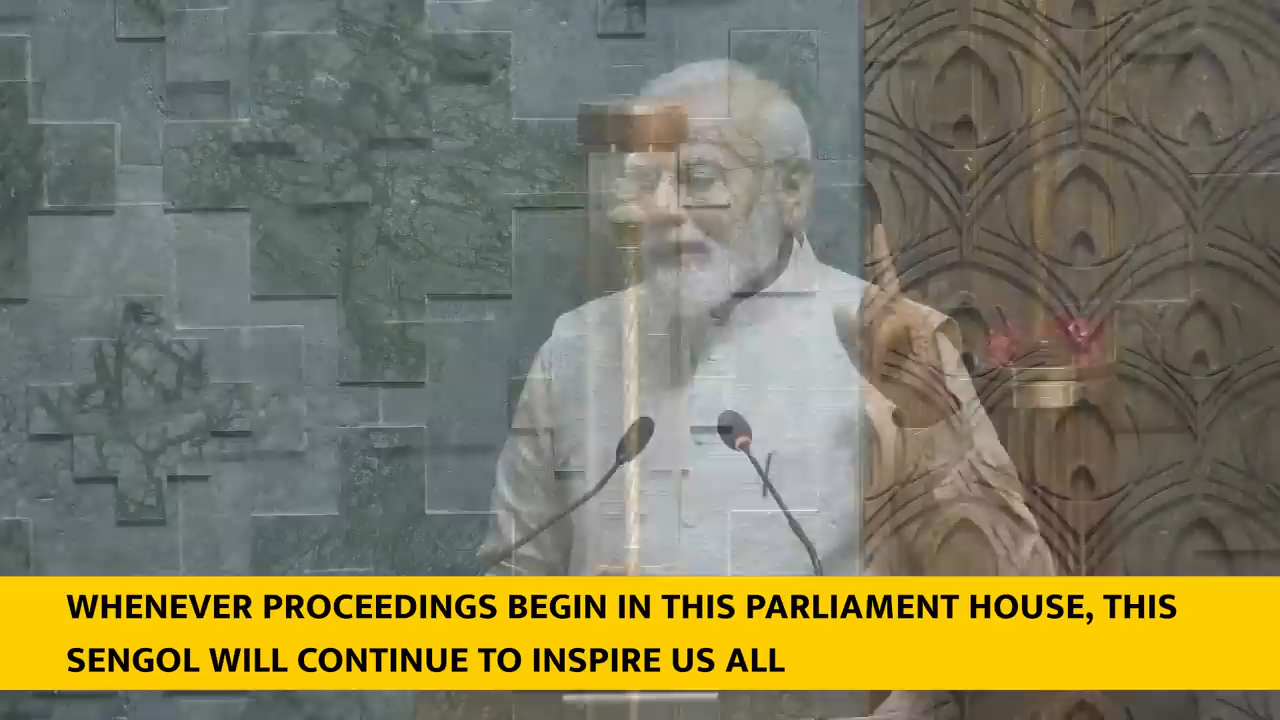 WHENEVER PROCEEDINGS BEGIN IN THIS PARLIAMENT HOUSE, THIS
SENGOL WILL CONTINUE TO INSPIRE US ALL